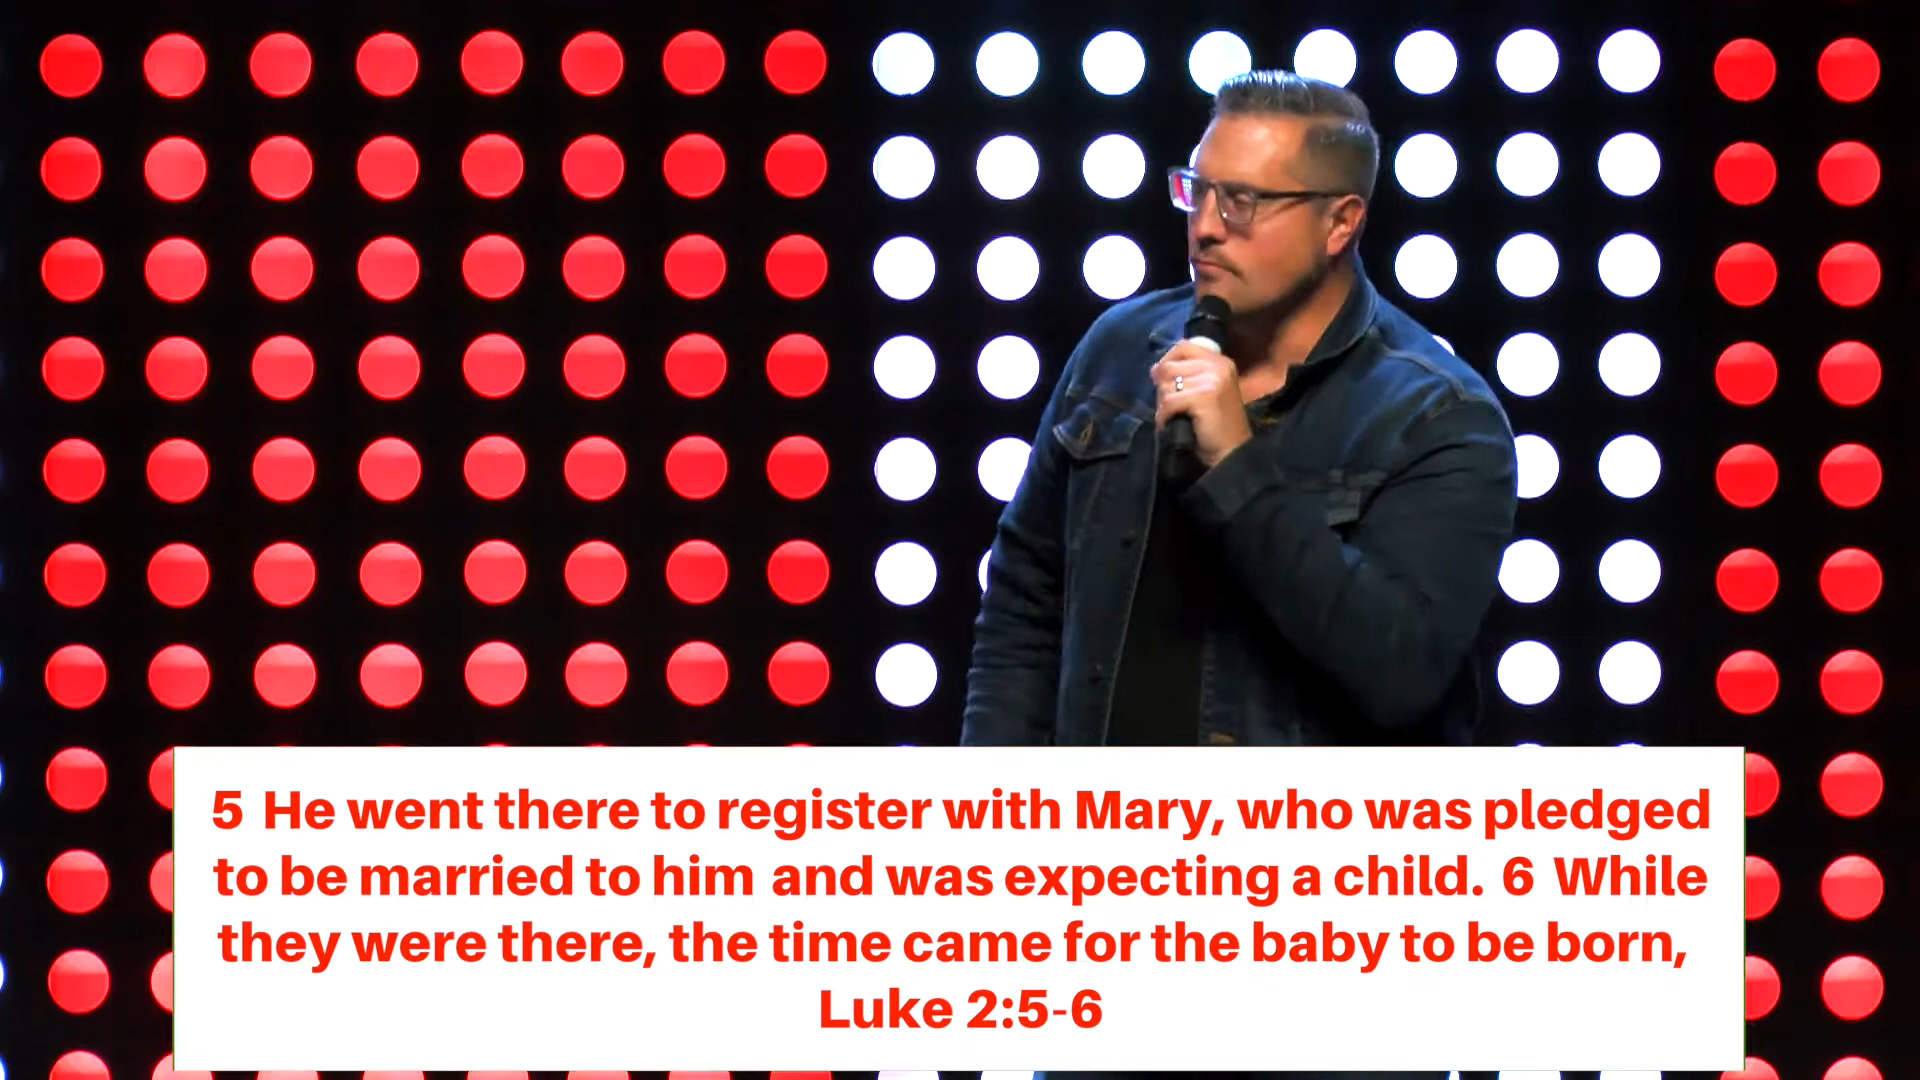 5 He went there to register with Mary, who was pledged
to be married to him and was expecting a child. 6 While
they were there, the time came for the baby to be born,
Luke 2:5-6